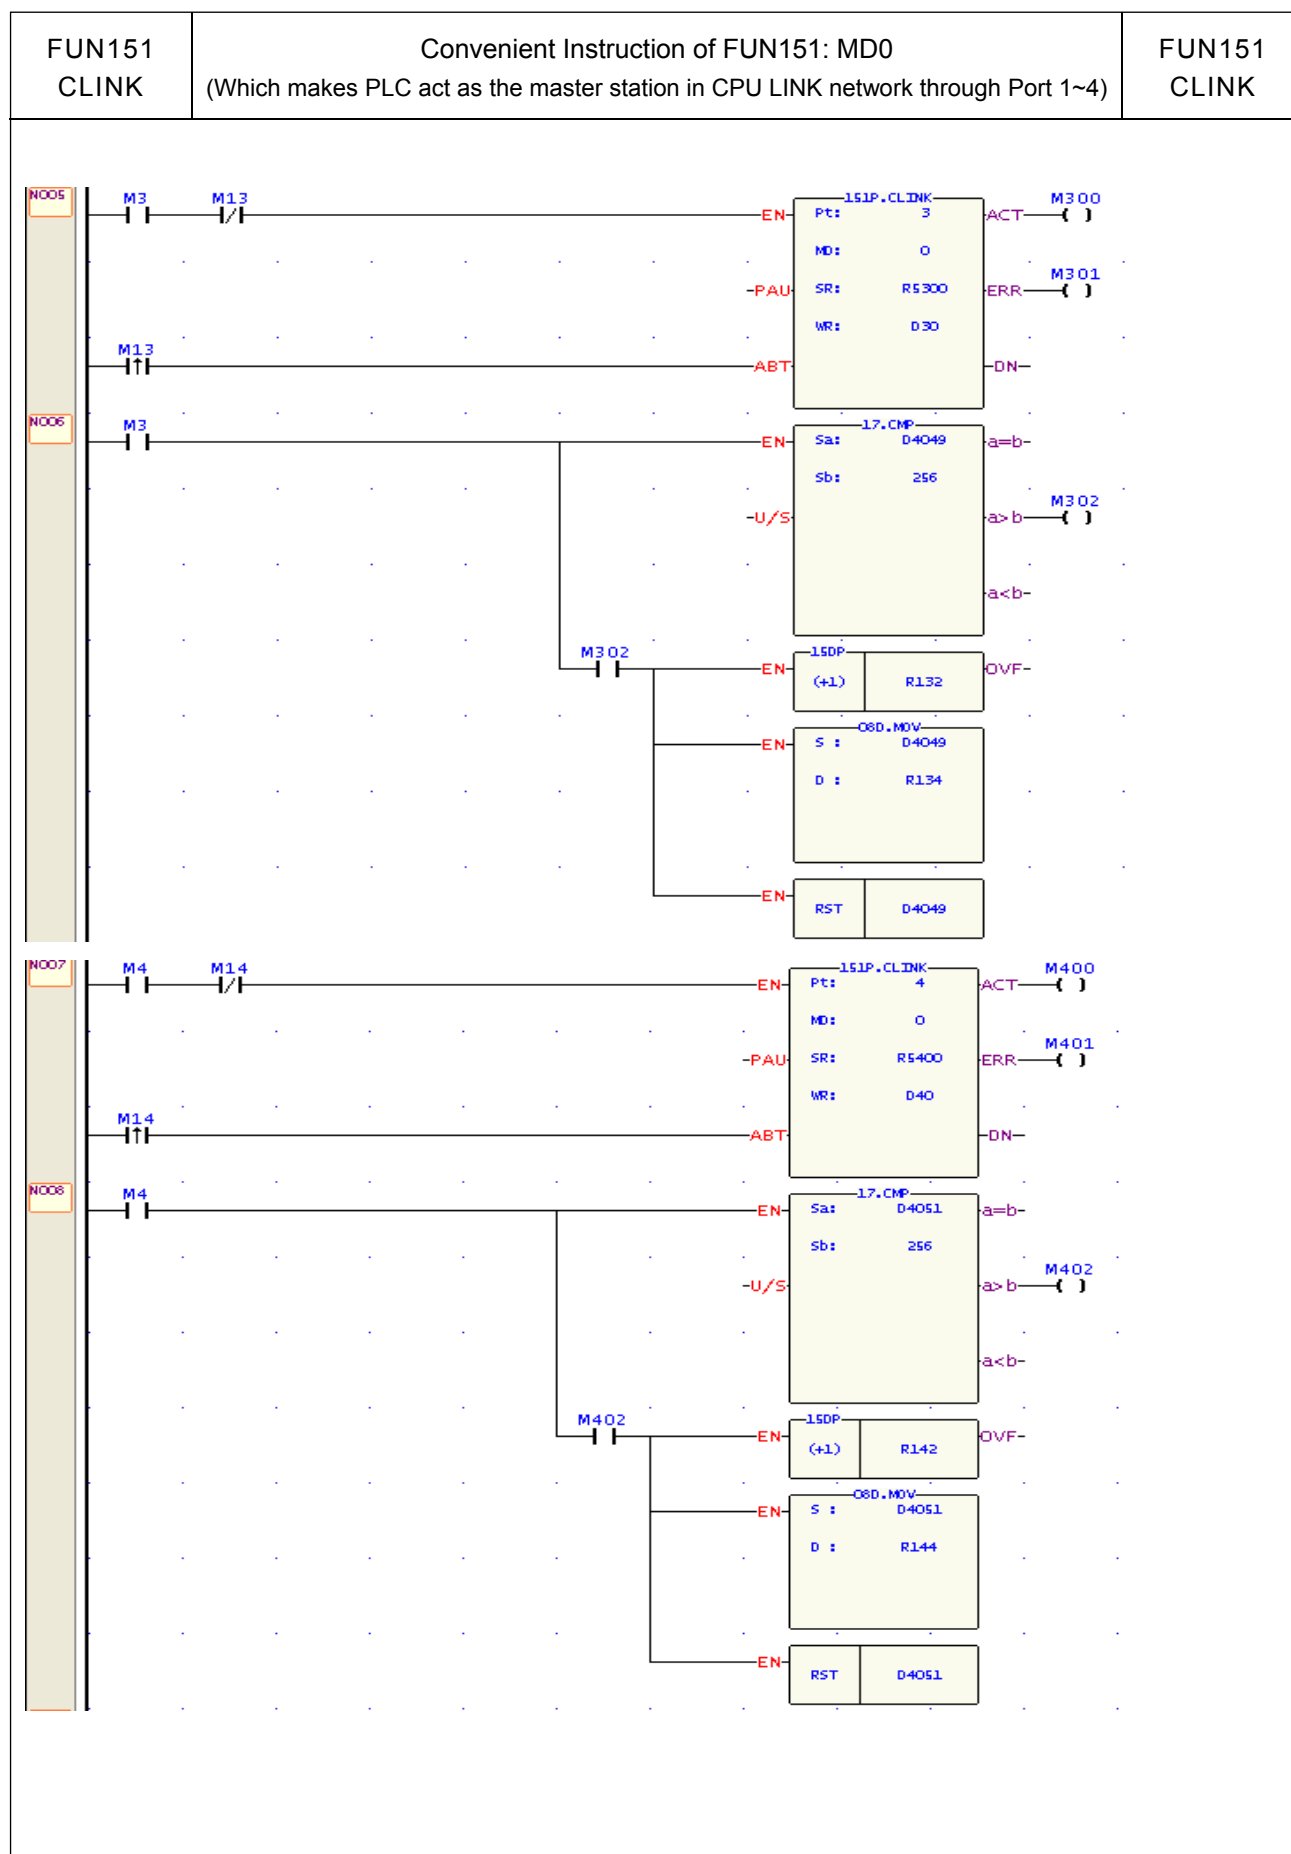 FUN151
CLINK
Convenient Instruction of FUN151: MD0
(Which makes PLC act as the master station in CPU LINK network through Port 1~4)
FUN151
CLINK
N005
M3 M13
151P.CLINK
EN Pt: 3 ACT M300
( )
MD: 0
PAU SR: R5300 ERR M301
( )
WR: D30
M13
ABT DN
N006
M3
17.CMP
EN Sa: D4049 a=b
Sb: 256
U/S a>b M302
( )
a<b
M302
15DP
EN (+1) R132 OVF
08D.MOV
EN S : D4049
D : R134
EN RST D4049
N007
M4 M14
151P.CLINK
EN Pt: 4 ACT M400
( )
MD: 0
PAU SR: R5400 ERR M401
( )
WR: D40
M14
ABT DN
N008
M4
17.CMP
EN Sa: D4051 a=b
Sb: 256
U/S a>b M402
( )
a<b
M402
15DP
EN (+1) R142 OVF
08D.MOV
EN S : D4051
D : R144
EN RST D4051